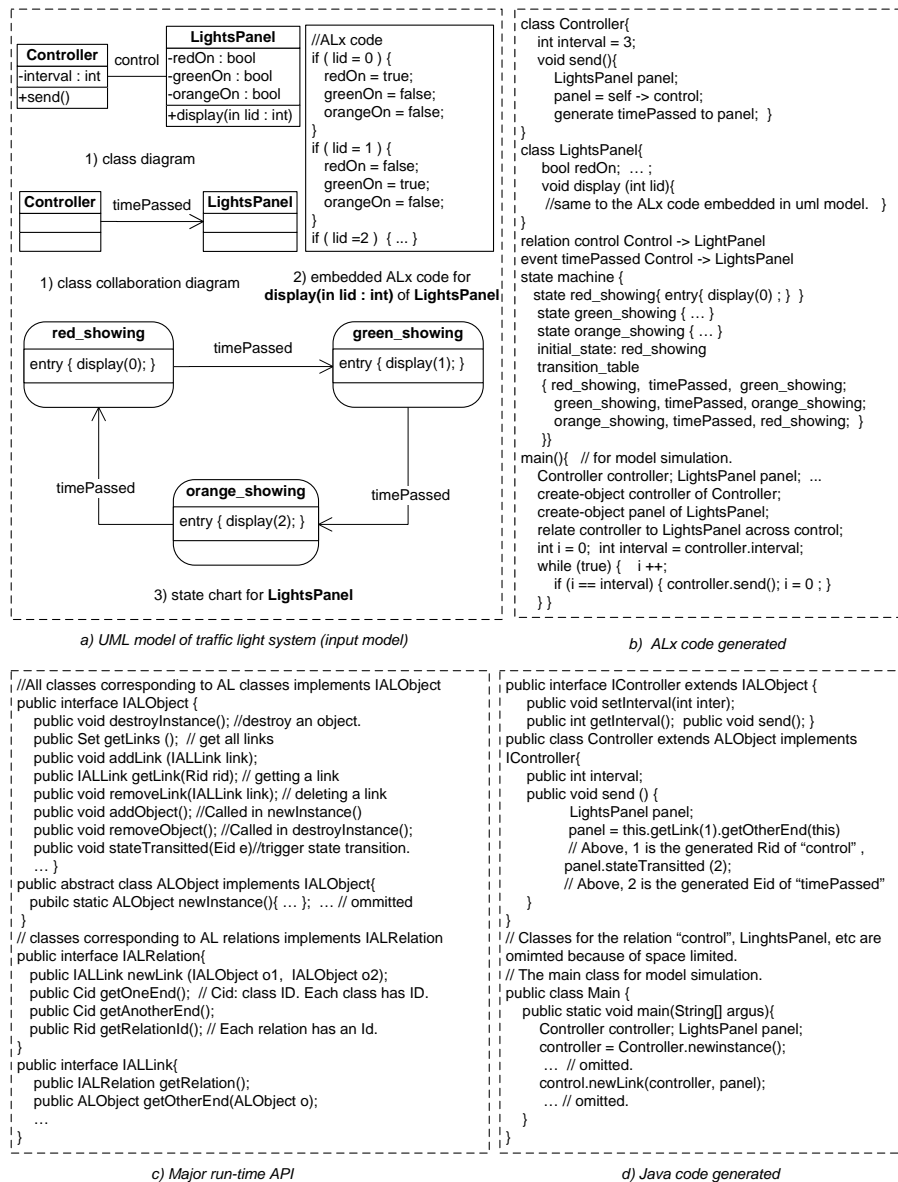 Controller
-interval : int
+send()
control
LightsPanel
-redOn : bool
-greenOn : bool
-orangeOn : bool
+display(in lid : int)
1) class diagram
Controller
timePassed
LightsPanel
1) class collaboration diagram
//ALx code
if ( lid = 0 ) {
redOn = true;
greenOn = false;
orangeOn = false;
}
if ( lid = 1 ) {
redOn = false;
greenOn = true;
orangeOn = false;
}
if ( lid =2 ) { ... }
2) embedded ALx code for
display(in lid : int) of LightsPanel
red_showing
entry { display(0); }
timePassed
green_showing
entry { display(1); }
timePassed
orange_showing
entry { display(2); }
timePassed
3) state chart for LightsPanel
a) UML model of traffic light system (input model)
class Controller{
int interval = 3;
void send(){
LightsPanel panel;
panel = self -> control;
generate timePassed to panel; }
}
class LightsPanel{
bool redOn; ... ;
void display (int lid){
//same to the ALx code embedded in uml model. }
}
relation control Control -> LightPanel
event timePassed Control -> LightsPanel
state machine {
state red_showing{ entry{ display(0) ; } }
state green_showing { ... }
state orange_showing { ... }
initial_state: red_showing
transition_table
{ red_showing, timePassed, green_showing;
green_showing, timePassed, orange_showing;
orange_showing, timePassed, red_showing; }
}}
main(){ // for model simulation.
Controller controller; LightsPanel panel; ...
create-object controller of Controller;
create-object panel of LightsPanel;
relate controller to LightsPanel across control;
int i = 0; int interval = controller.interval;
while (true) { i ++;
if (i == interval) { controller.send(); i = 0 ; }
} }
b) ALx code generated
//All classes corresponding to AL classes implements IALObject
public interface IALObject {
public void destroyInstance(); //destroy an object.
public Set getLinks (); // get all links
public void addLink (IALLink link);
public IALLink getLink(Rid rid); // getting a link
public void removeLink(IALLink link); // deleting a link
public void addObject(); //Called in newInstance()
public void removeObject(); //Called in destroyInstance();
public void stateTransitted(Eid e)//trigger state transition.
... }
public abstract class ALObject implements IALObject{
pubilc static ALObject newInstance(){ ... }; ... // ommitted
}
// classes corresponding to AL relations implements IALRelation
public interface IALRelation{
public IALLink newLink (IALObject o1, IALObject o2);
public Cid getOneEnd(); // Cid: class ID. Each class has ID.
public Cid getAnotherEnd();
public Rid getRelationId(); // Each relation has an Id.
}
public interface IALLink{
public IALRelation getRelation();
public ALObject getOtherEnd(ALObject o);
...
}
c) Major run-time API
public interface IController extends IALObject {
public void setInterval(int inter);
public int getInterval(); public void send(); }
public class Controller extends ALObject implements
IController{
public int interval;
public void send () {
LightsPanel panel;
panel = this.getLink(1).getOtherEnd(this)
// Above, 1 is the generated Rid of “control” ,
panel.stateTransitted (2);
// Above, 2 is the generated Eid of “timePassed”
}
}
// Classes for the relation “control”, LinghtsPanel, etc are
omimted because of space limited.
// The main class for model simulation.
public class Main {
public static void main(String[] argus){
Controller controller; LightsPanel panel;
controller = Controller.newinstance();
... // omitted.
control.newLink(controller, panel);
... // omitted.
}
}
d) Java code generated